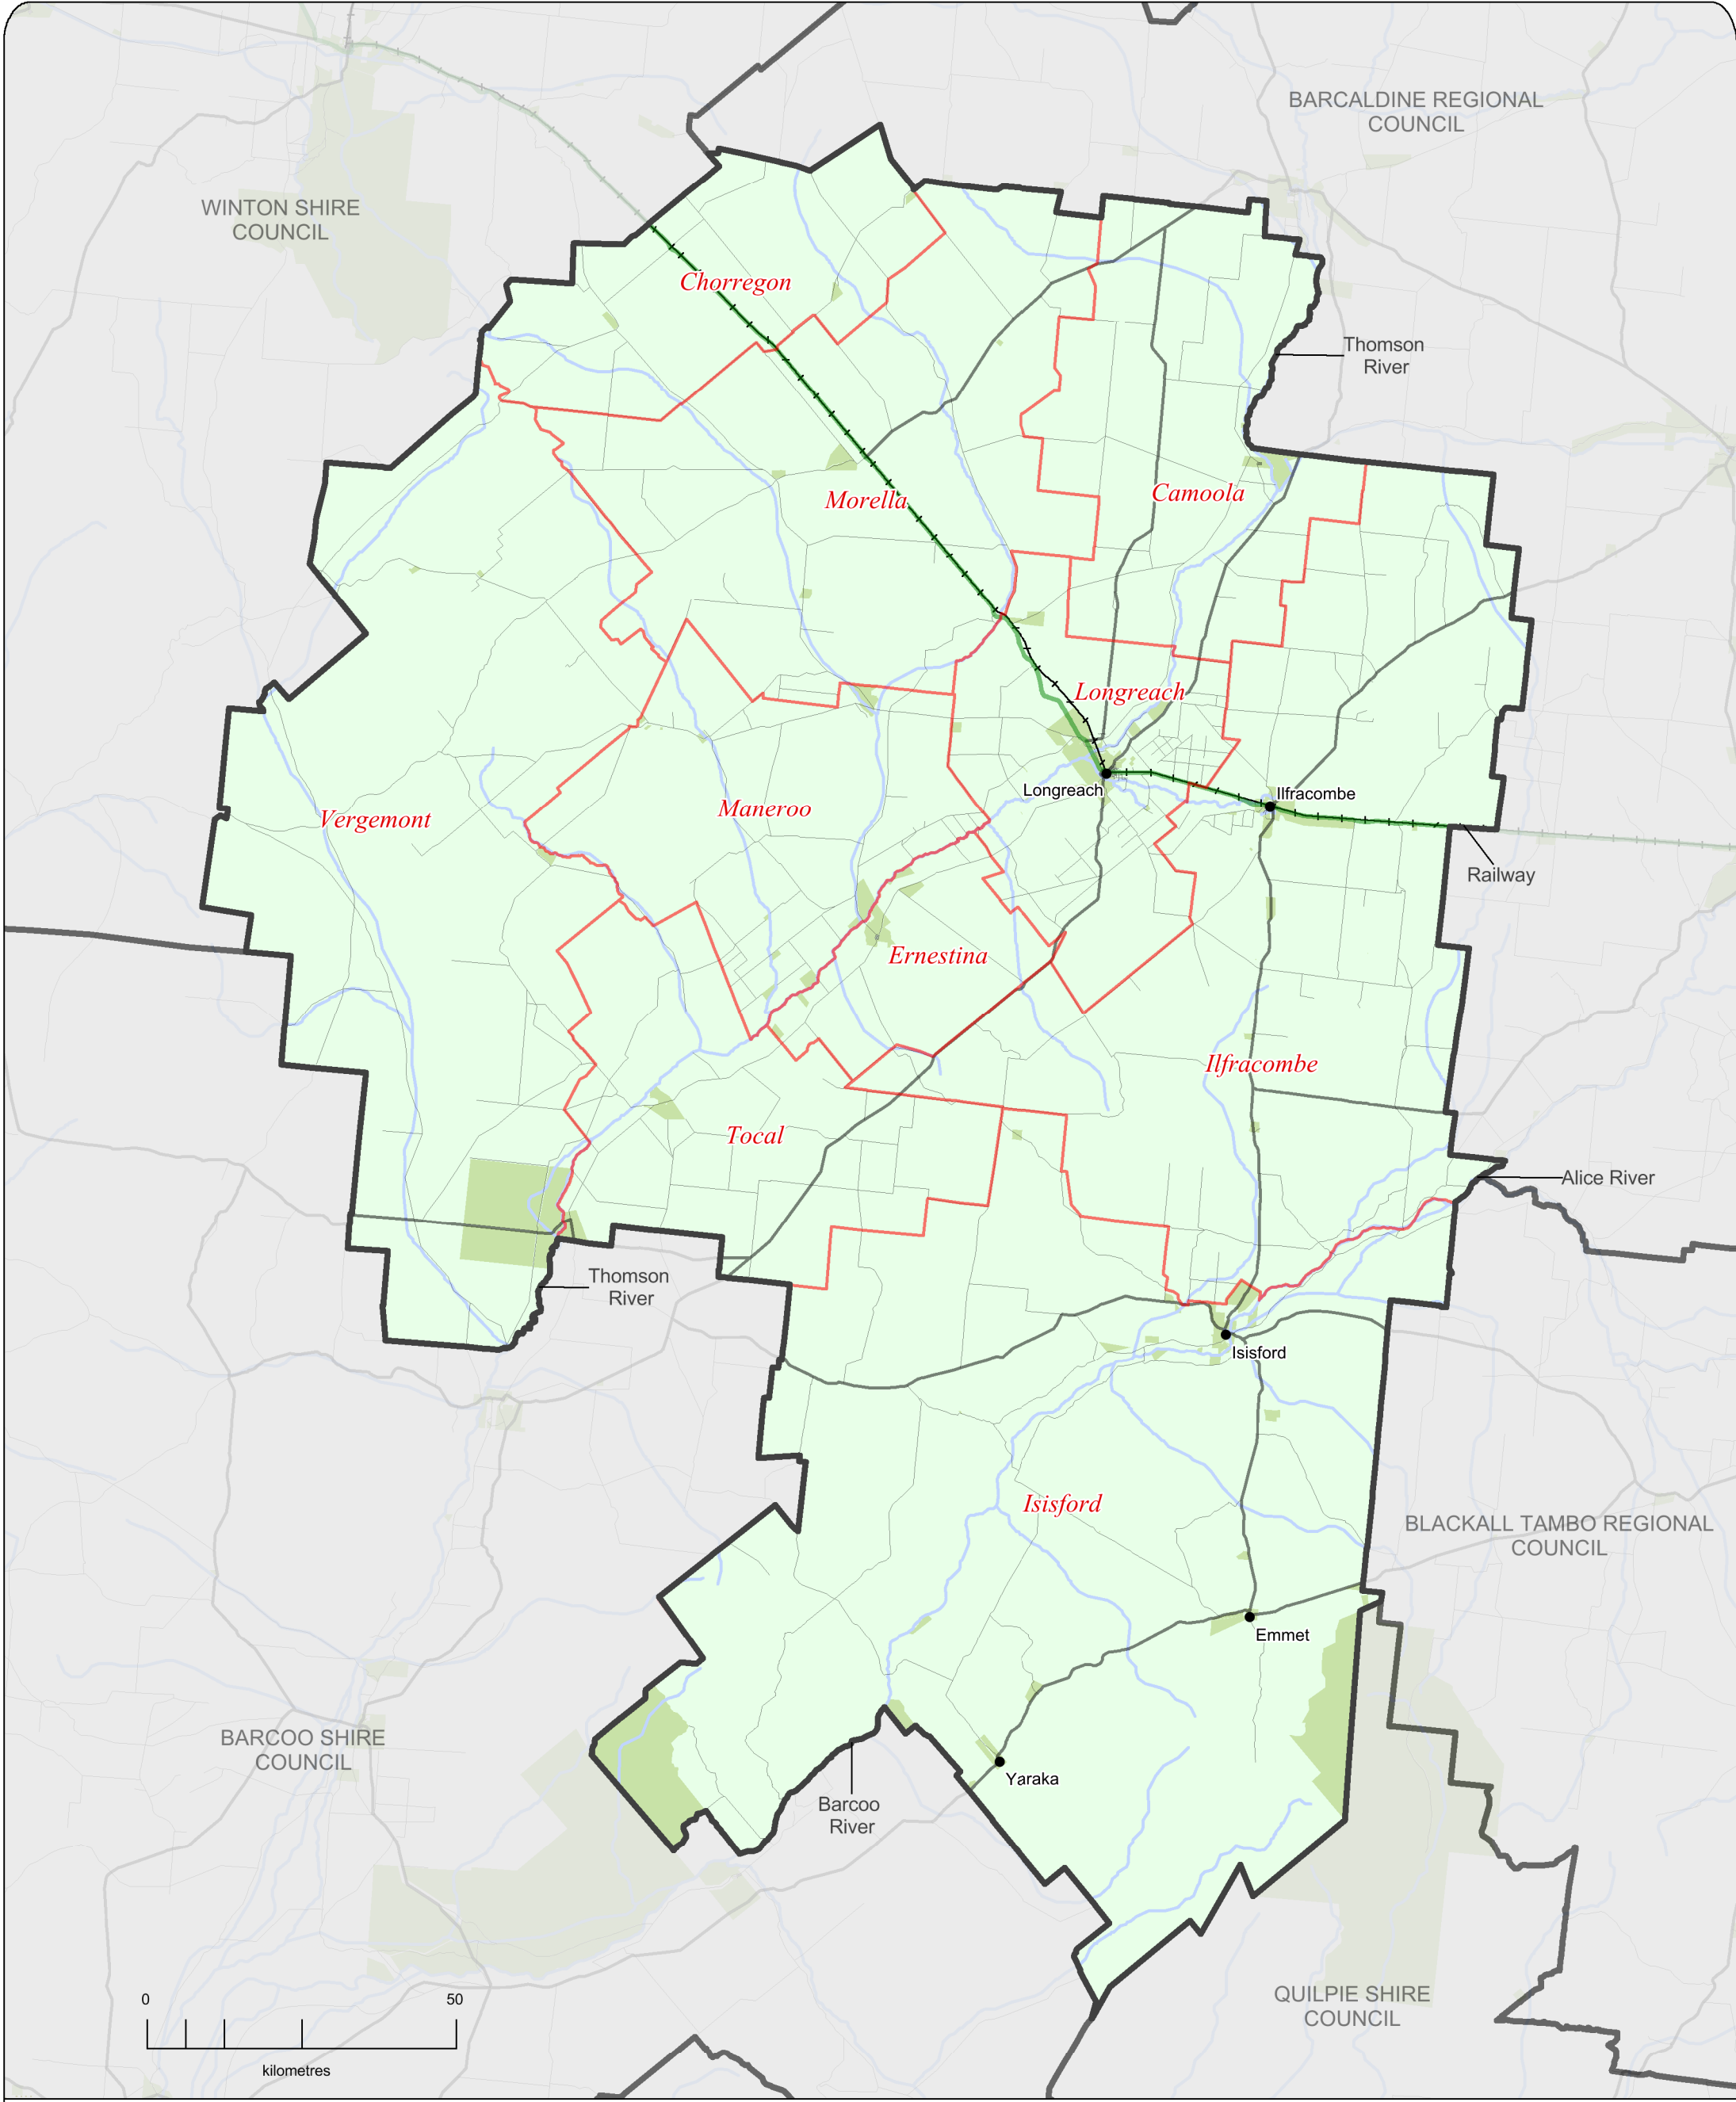 BARCALDINE REGIONAL
COUNCIL
WINTON SHIRE
COUNCIL
Chorregon
Thomson
River
Morella
Camoola
Longreach
Longreach
Ilfracombe
Vergemont
Maneroo
Railway
Ernestina
Ilfracombe
Tocal
Alice River
Thomson
River
Isisford
Isisford
BLACKALL TAMBO REGIONAL
COUNCIL
Emmet
BARCOO SHIRE
COUNCIL
Yaraka
Barcoo
River
QUILPIE SHIRE
COUNCIL
0 50
kilometres